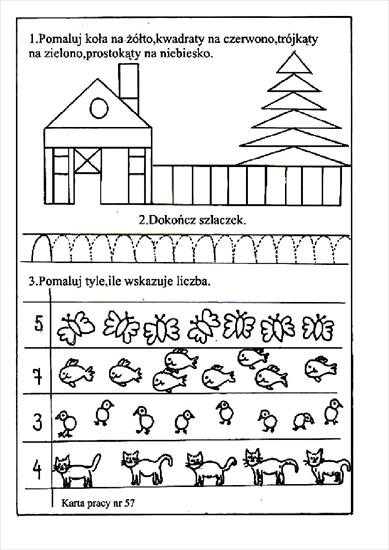 1.Pomaluj koła na żółto,kwadraty na czerwono,trójkąty
na zielono,prostokąty na niebiesko.
2.Dokończ szlaczek.
3.Pomaluj tyle,ile wskazuje liczba.
5
7
3
4
Karta pracy nr 57